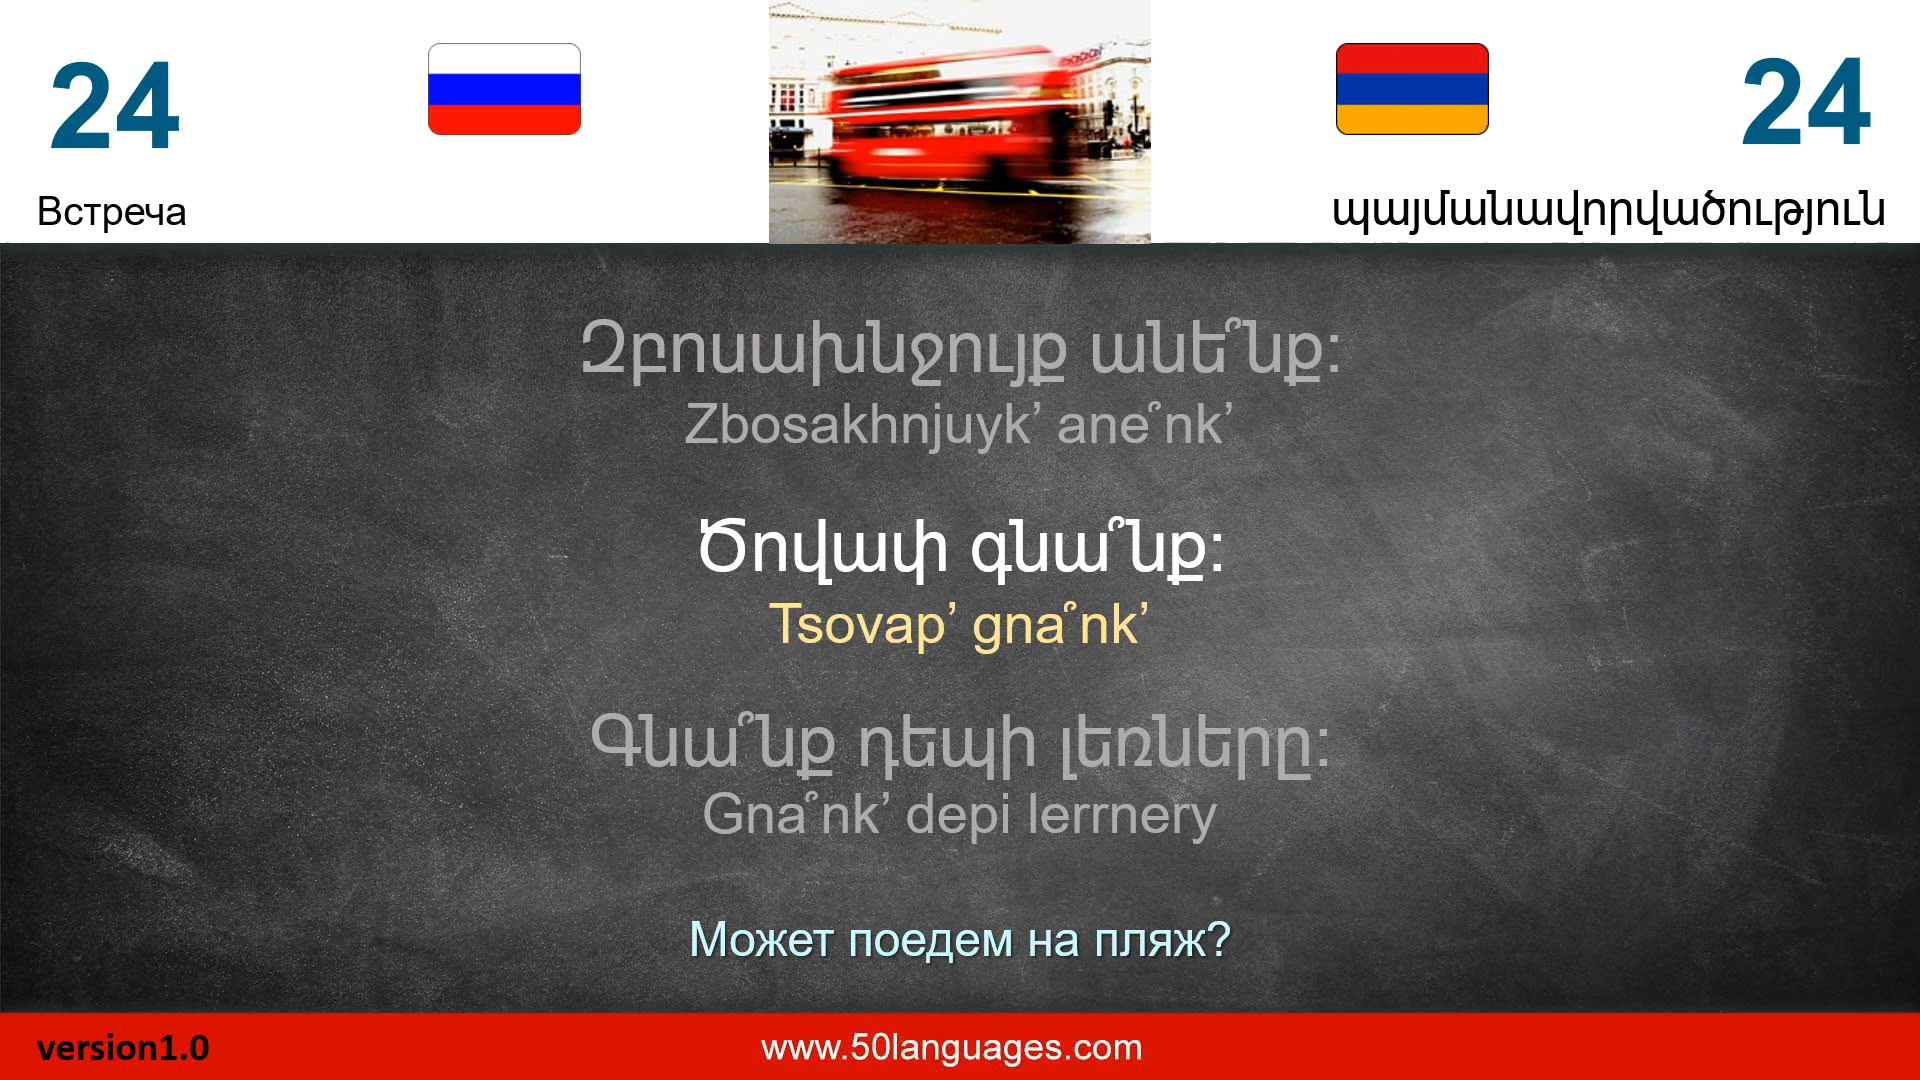 24
24
Встреча
պայմանավորվածություն
Զբոսախնջույք անե՞նք:
Zbosakhnjuyk’ ane՞nk’
Ծովափ գնա՞նք:
Tsovap’ gna՞nk’
Գնա՞նք դեպի լեռները:
Gna՞nk’ depi lerrnery
Может поедем на пляж?
version1.0
www.50languages.com